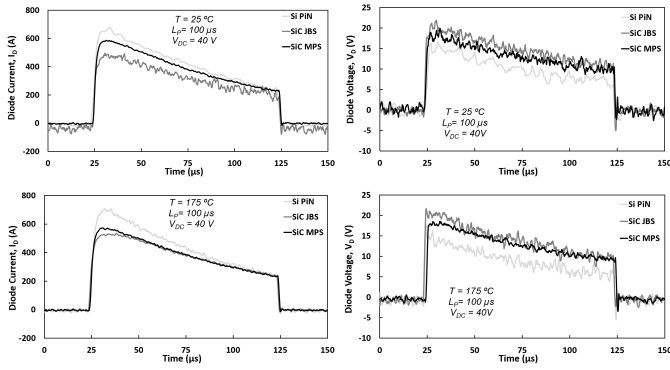 800
600
400
200
0
-200
Diode Current, I_D (A)
T = 25 ºC
L_P= 100 µs
V_DC = 40 V
Si PiN
SiC JBS
SiC MPS
0 25 50 75 100 125 150
Time (µs)
25
20
15
10
5
0
-5
-10
Diode Voltage, V_D (V)
Si PiN
SiC JBS
SiC MPS
T = 25 ºC
L_P= 100 µs
V_DC = 40V
0 25 50 75 100 125 150
Time (µs)
800
600
400
200
0
-200
Diode Current, I_D (A)
T = 175 ºC
L_P= 100 µs
V_DC = 40 V
Si PiN
SiC JBS
SiC MPS
0 25 50 75 100 125 150
Time (µs)
25
20
15
10
5
0
-5
-10
Diode Voltage, V_D (V)
Si PiN
SiC JBS
SiC MPS
T = 175 ºC
L_P= 100 µs
V_DC = 40V
0 25 50 75 100 125 150
Time (µs)